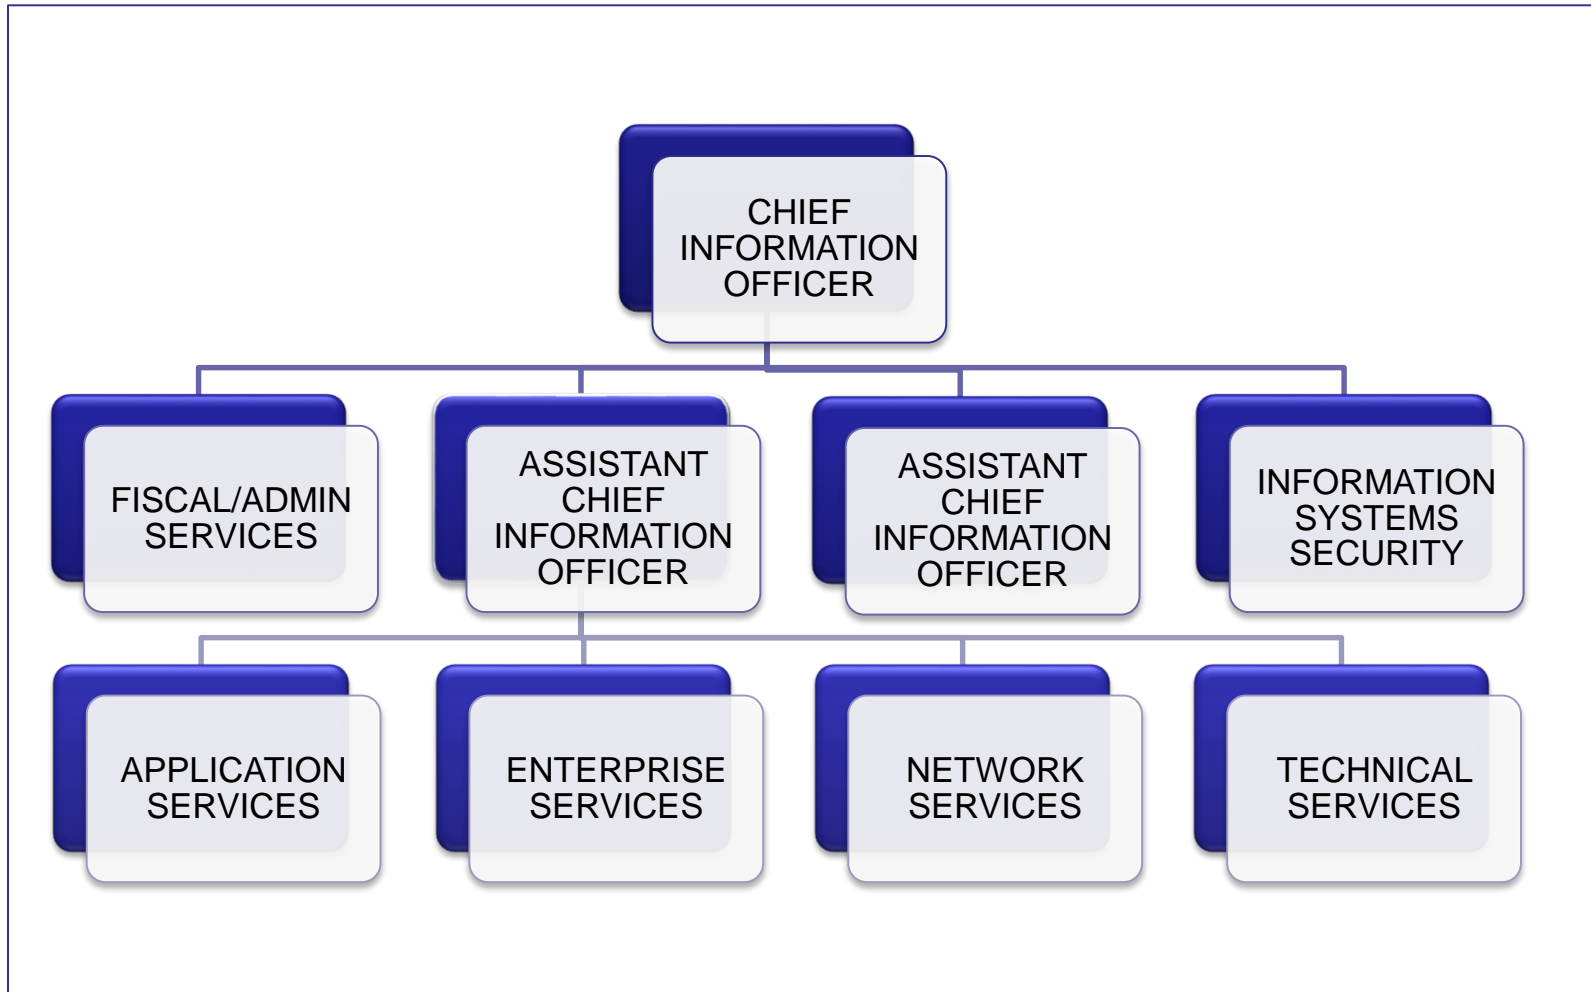 CHIEF
INFORMATION
OFFICER
FISCAL/ADMIN
SERVICES
ASSISTANT
CHIEF
INFORMATION
OFFICER
ASSISTANT
CHIEF
INFORMATION
OFFICER
INFORMATION
SYSTEMS
SECURITY
APPLICATION
SERVICES
ENTERPRISE
SERVICES
NETWORK
SERVICES
TECHNICAL
SERVICES